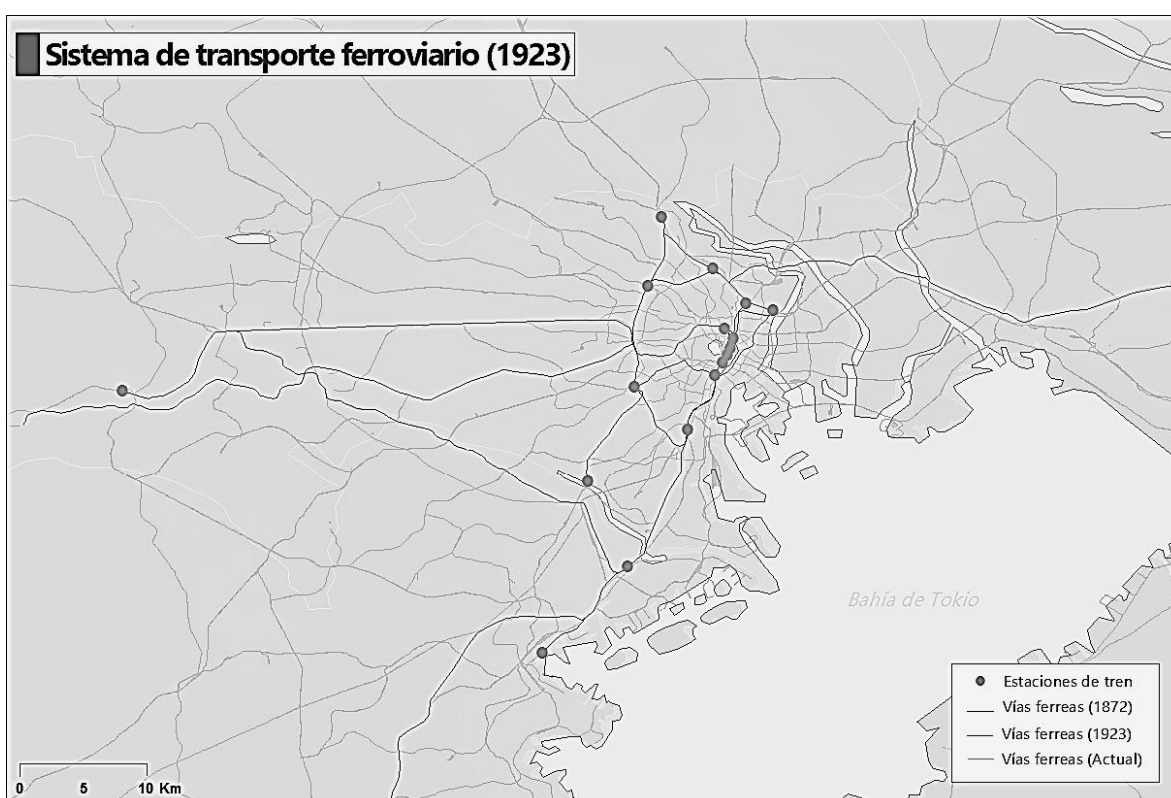 Sistema de transporte ferroviario (1923)
Bahía de Tokio
Estaciones de tren
Vías ferreas (1872)
Vías ferreas (1923)
Vías ferreas (Actual)
0 5 10 Km